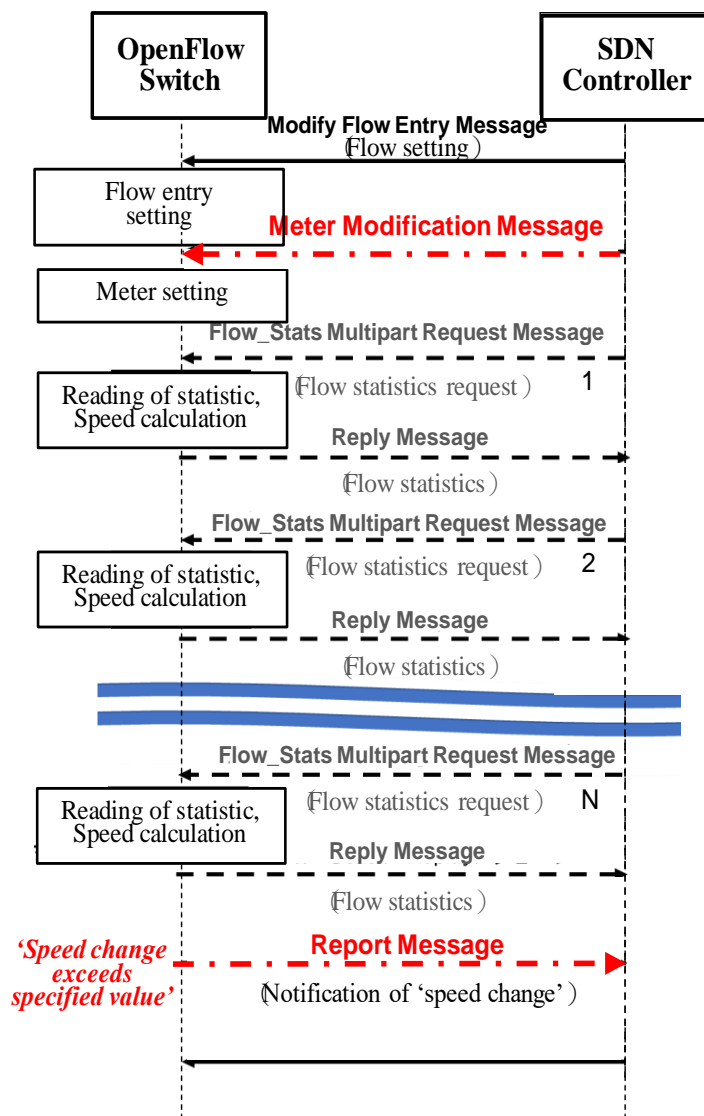 OpenFlow
Switch
SDN
Controller
Modify Flow Entry Message
(Flow setting)
Flow entry
setting
Meter Modification Message
Meter setting
Flow_Stats Multipart Request Message
(Flow statistics request) 1
Reading of statistic,
Speed calculation
Reply Message
(Flow statistics)
Flow_Stats Multipart Request Message
(Flow statistics request) 2
Reading of statistic,
Speed calculation
Reply Message
(Flow statistics)
Flow_Stats Multipart Request Message
(Flow statistics request) N
Reading of statistic,
Speed calculation
Reply Message
(Flow statistics)
‘Speed change
exceeds
specified value’
Report Message
(Notification of ‘speed change’)